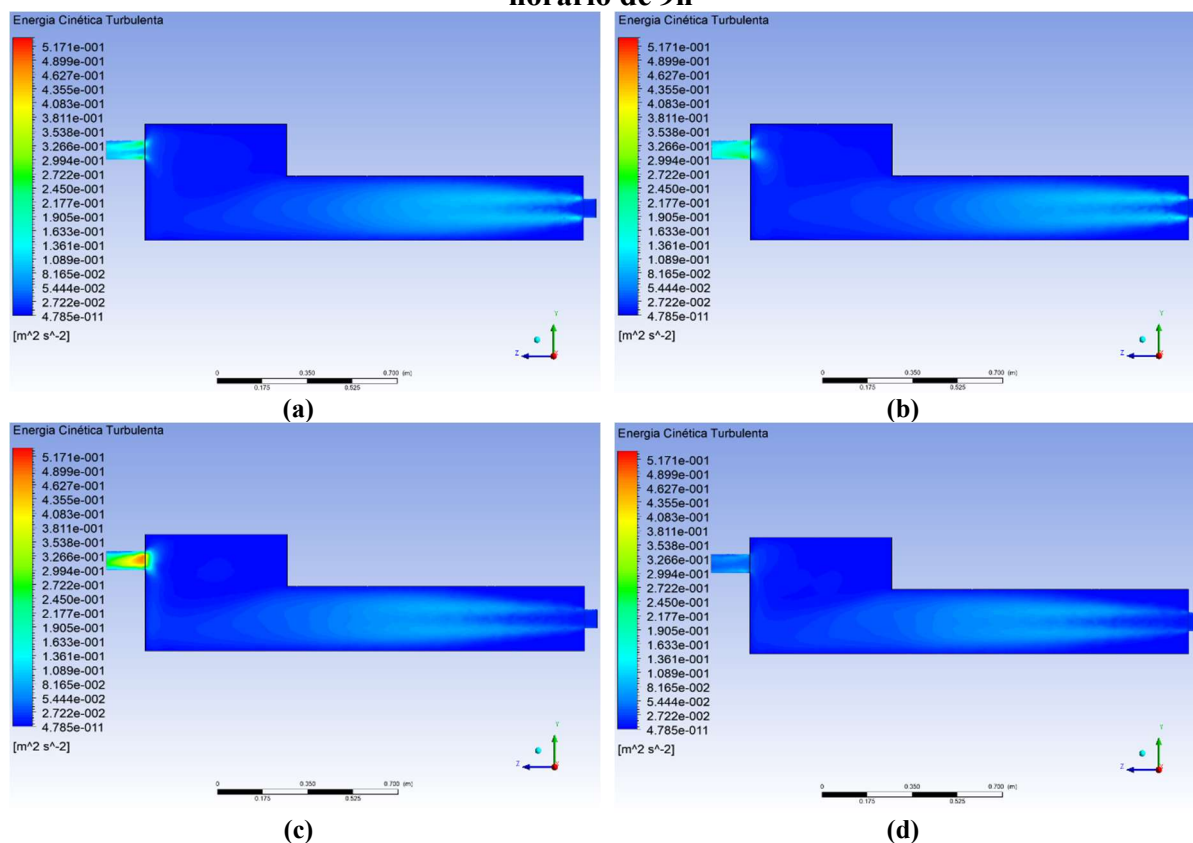 horário de 9h
Energia Cinética Turbulenta
5.171e-001
4.899e-001
4.627e-001
4.355e-001
4.083e-001
3.811e-001
3.538e-001
3.266e-001
2.994e-001
2.722e-001
2.450e-001
2.177e-001
1.905e-001
1.633e-001
1.361e-001
1.089e-001
8.165e-002
5.444e-002
2.722e-002
4.785e-011
[m^2 s^-2]
Y
Z
0 0.350 0.700 (m)
0.175 0.525
(a)
Energia Cinética Turbulenta
5.171e-001
4.899e-001
4.627e-001
4.355e-001
4.083e-001
3.811e-001
3.538e-001
3.266e-001
2.994e-001
2.722e-001
2.450e-001
2.177e-001
1.905e-001
1.633e-001
1.361e-001
1.089e-001
8.165e-002
5.444e-002
2.722e-002
4.785e-011
[m^2 s^-2]
Y
Z
0 0.350 0.700 (m)
0.175 0.525
(b)
Energia Cinética Turbulenta
5.171e-001
4.899e-001
4.627e-001
4.355e-001
4.083e-001
3.811e-001
3.538e-001
3.266e-001
2.994e-001
2.722e-001
2.450e-001
2.177e-001
1.905e-001
1.633e-001
1.361e-001
1.089e-001
8.165e-002
5.444e-002
2.722e-002
4.785e-011
[m^2 s^-2]
Y
Z
0 0.350 0.700 (m)
0.175 0.525
(c)
Energia Cinética Turbulenta
5.171e-001
4.899e-001
4.627e-001
4.355e-001
4.083e-001
3.811e-001
3.538e-001
3.266e-001
2.994e-001
2.722e-001
2.450e-001
2.177e-001
1.905e-001
1.633e-001
1.361e-001
1.089e-001
8.165e-002
5.444e-002
2.722e-002
4.785e-011
[m^2 s^-2]
Y
Z
0 0.350 0.700 (m)
0.175 0.525
(d)